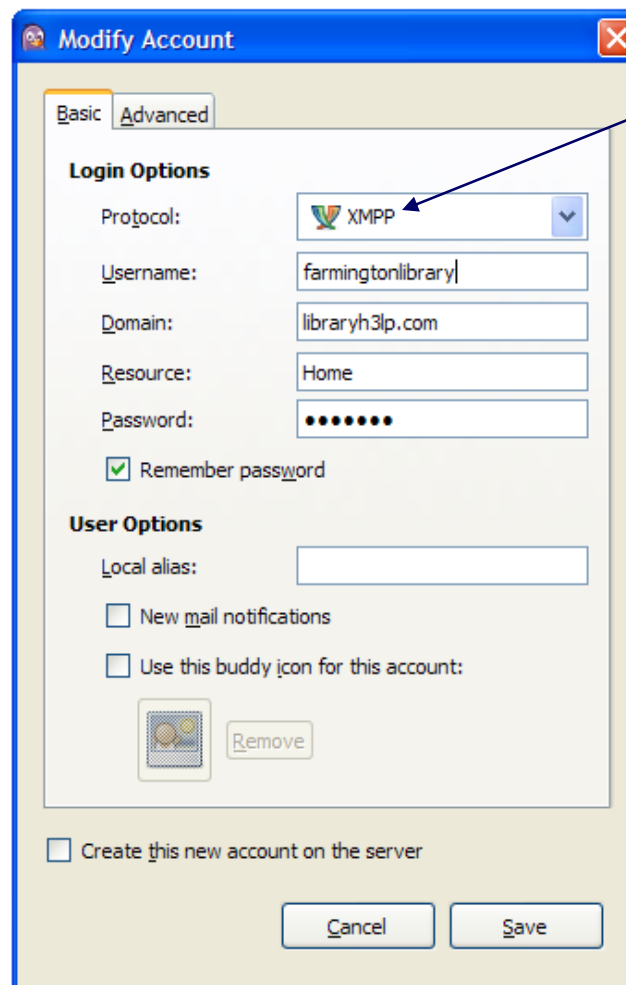 Modify Account
Basic Advanced
Login Options
Protocol: XMPP
Username: farmingtonlibrary
Domain: libraryh3lp.com
Resource: Home
Password: •••••••
Remember password
User Options
Local alias:
New mail notifications
Use this buddy icon for this account:
Remove
Create this new account on the server
Cancel Save